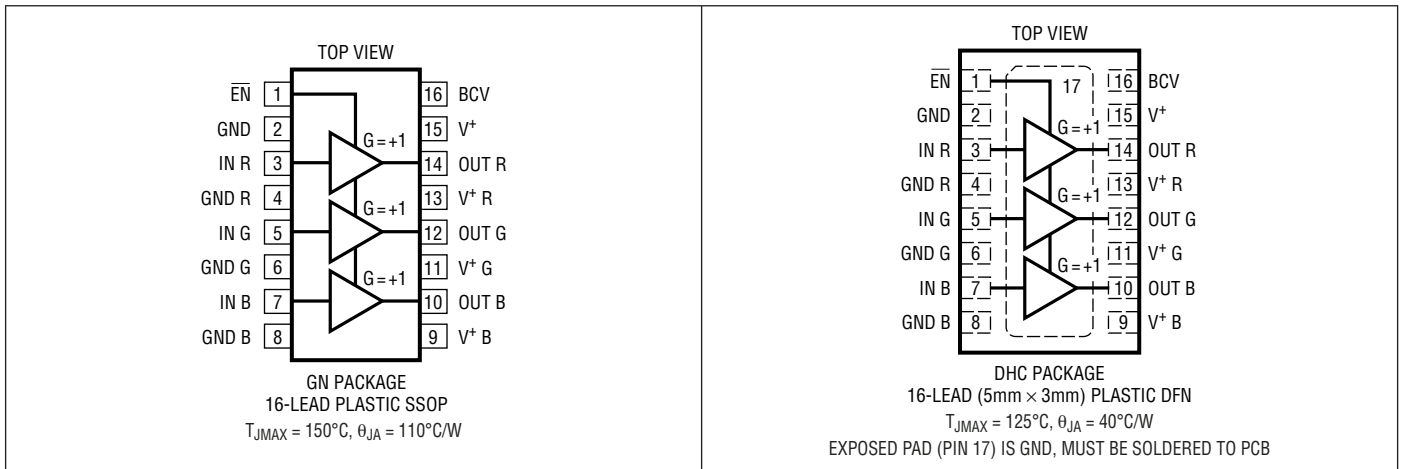 TOP VIEW
EN 1 16 BCV
GND 2 15 V+
G = +1
IN R 3 14 OUT R
GND R 4 13 V+ R
G = +1
IN G 5 12 OUT G
GND G 6 11 V+ G
G = +1
IN B 7 10 OUT B
GND B 8 9 V+ B
GN PACKAGE
16-LEAD PLASTIC SSOP
TJMAX = 150°C, θJA = 110°C/W
TOP VIEW
EN 1 17 16 BCV
GND 2 15 V+
G = +1
IN R 3 14 OUT R
GND R 4 13 V+ R
G = +1
IN G 5 12 OUT G
GND G 6 11 V+ G
G = +1
IN B 7 10 OUT B
GND B 8 9 V+ B
DHC PACKAGE
16-LEAD (5mm × 3mm) PLASTIC DFN
TJMAX = 125°C, θJA = 40°C/W
EXPOSED PAD (PIN 17) IS GND, MUST BE SOLDERED TO PCB